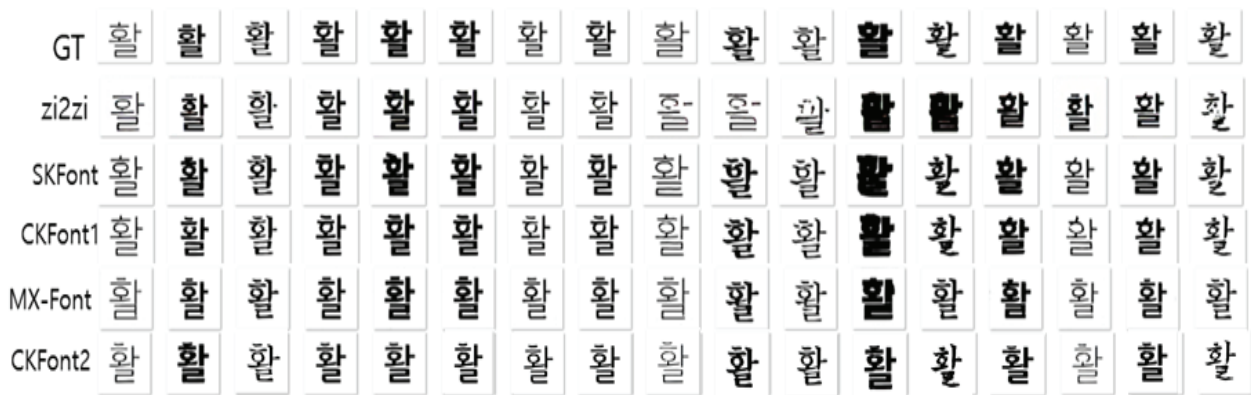 GT 활 활 활 활 활 활 활 활 활 활 활 활 활 활 활 활 활
zi2zi 활 활 활 활 활 활 활 활 활 활 활 활 활 활
SKFont 활 활 활 활 활 활 활 활 활 활 활 활 활 활 활 활 활
CKFont1 활 활 활 활 활 활 활 활 활 활 활 활 활 활 활 활 활
MX-Font 활 활 활 활 활 활 활 활 활 활 활 활 활 활 활 활 활
CKFont2 활 활 활 활 활 활 활 활 활 활 활 활 활 활 활 활 활